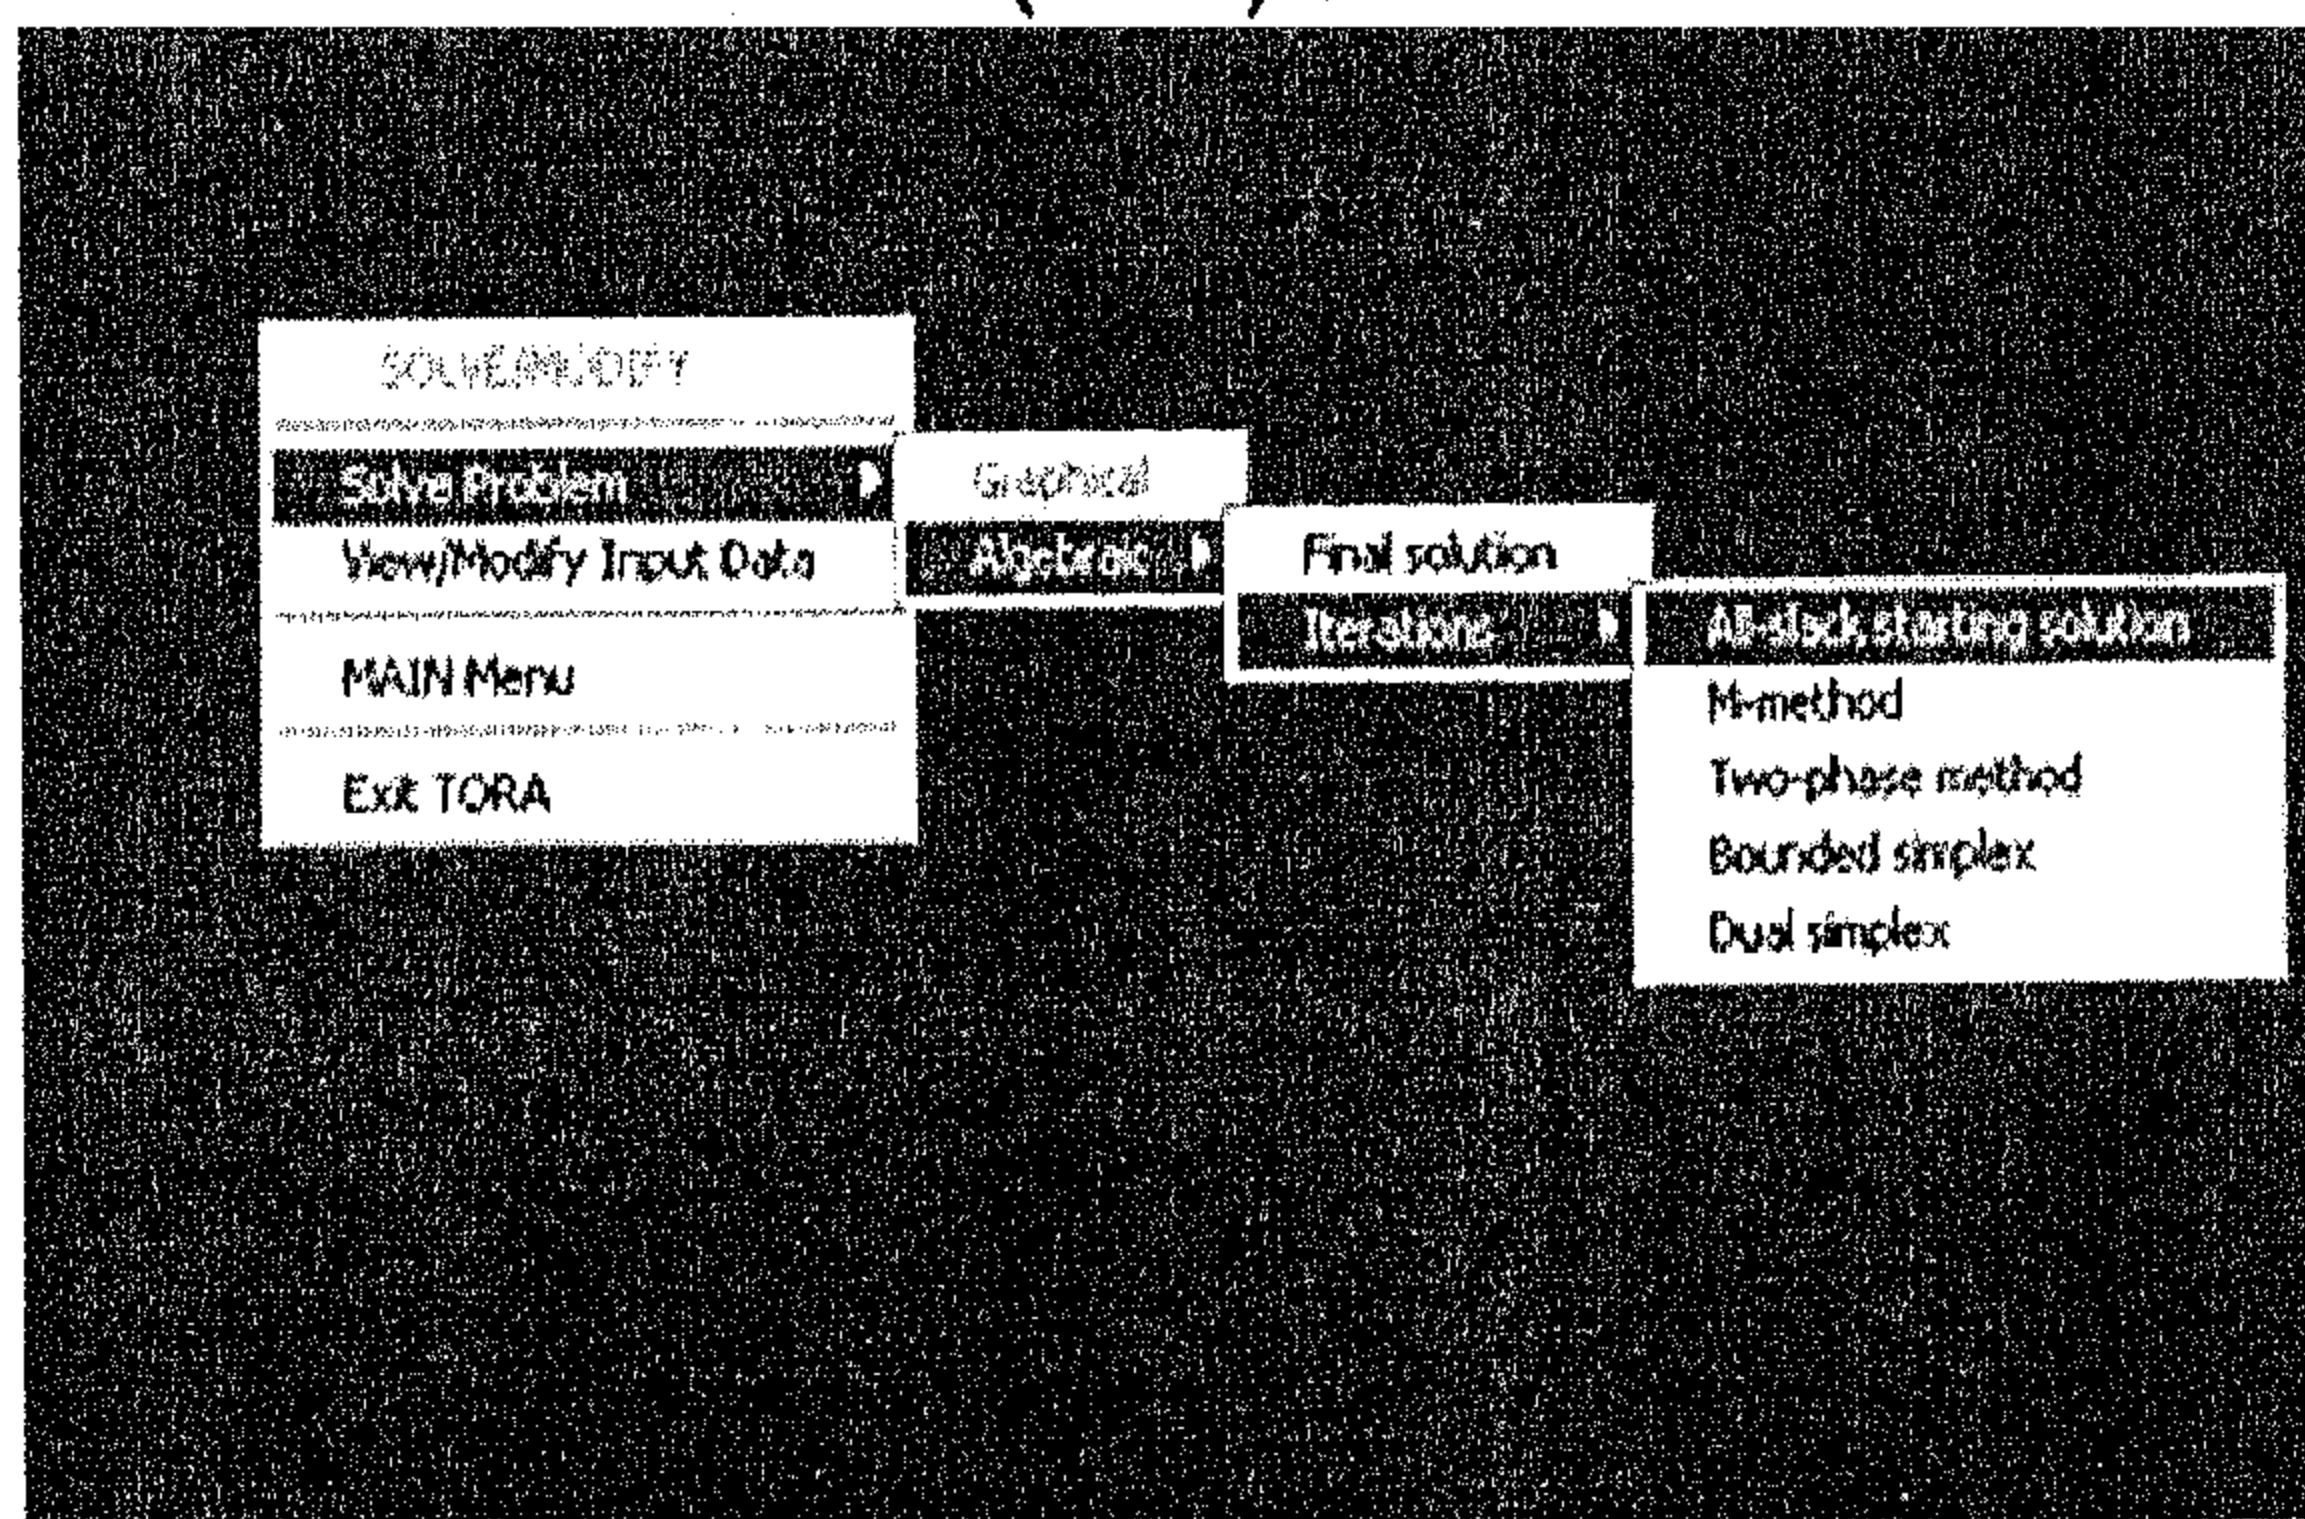 SOLVE/MODIFY
Solve Problem
View/Modify Input Data
MAIN Menu
Exit TORA
Graphical
Algebraic
Final solution
Iterations
All-slack starting solution
M-method
Two-phase method
Bounded simplex
Dual simplex